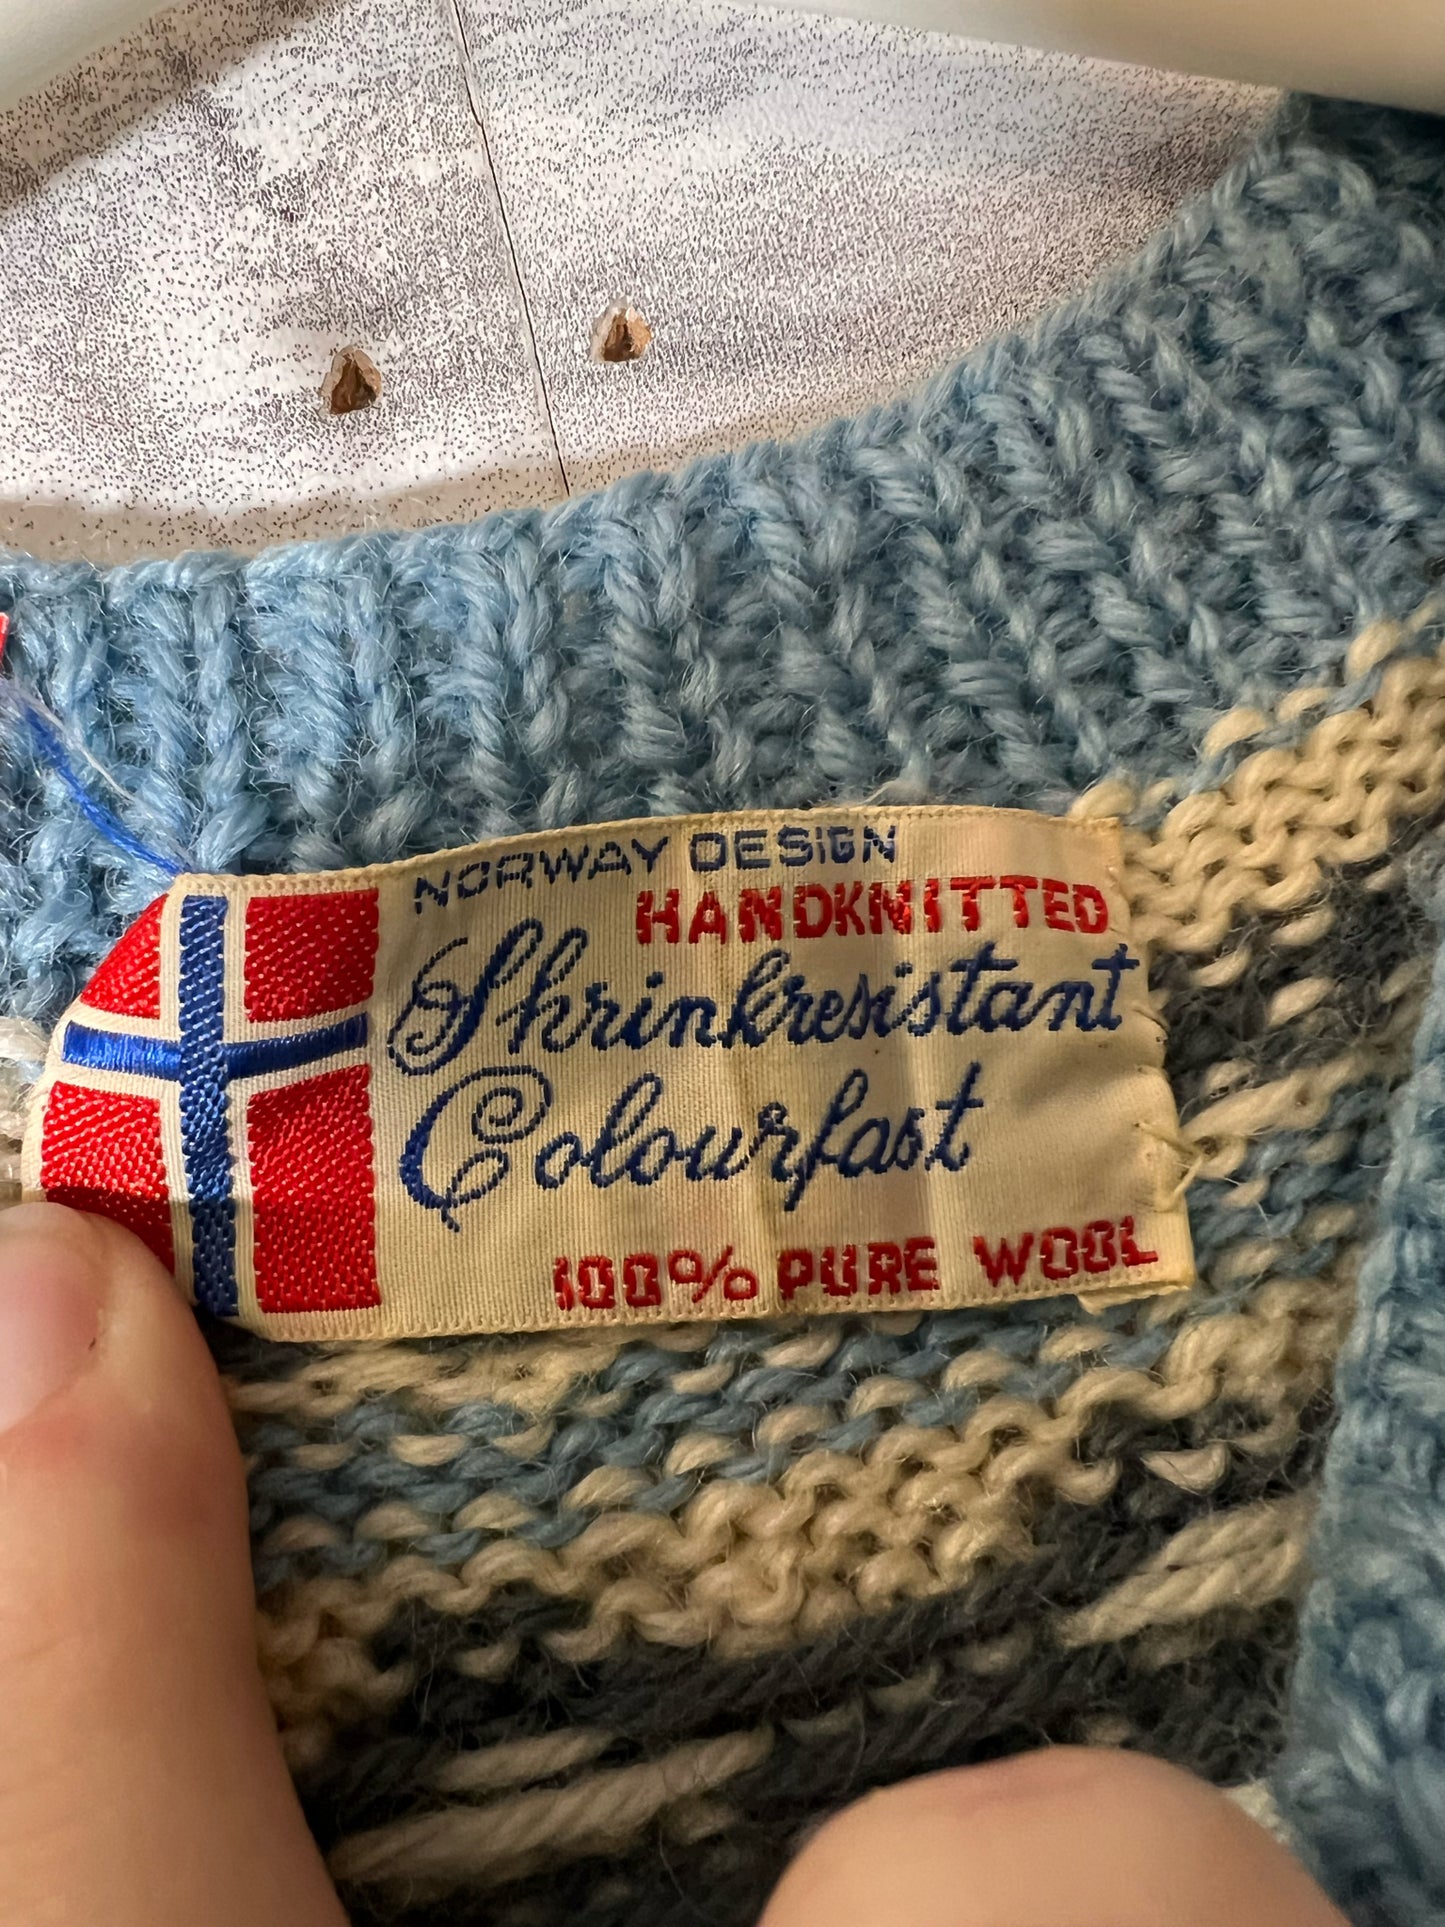 NORWAY DESIGN
HANDKNITTED
Shrinkresistant
Colourfast
100% PURE WOOL